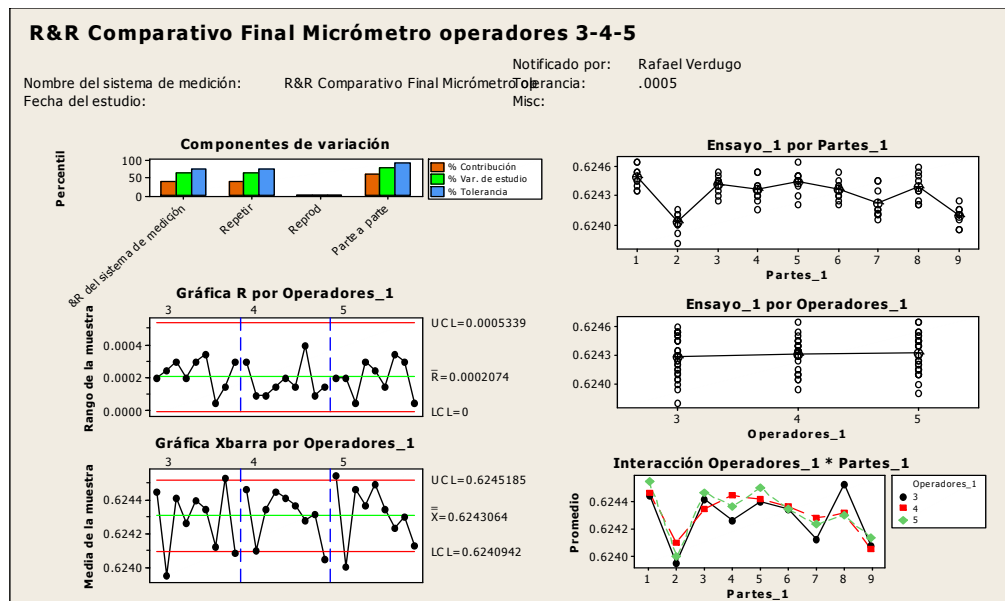 R&R Comparativo Final Micrómetro operadores 3-4-5
Notificado por: Rafael Verdugo
Nombre del sistema de medición: R&R Comparativo Final Micrómetro
Tolerancia: .0005
Fecha del estudio:
Misc:
Componentes de variación
Percentil
100
50
0
% Contribución
% Var. de estudio
% Tolerancia
&R del sistema de medición
Repetir
Reprod
Parte a parte
Gráfica R por Operadores_1
3 4 5
Rango de la muestra
0.0004
0.0002
0.0000
UCL=0.0005339
R=0.0002074
LCL=0
Gráfica Xbarra por Operadores_1
3 4 5
Media de la muestra
0.6244
0.6242
0.6240
UCL=0.6245185
X=0.6243064
LCL=0.6240942
Ensayo_1 por Partes_1
0.6246
0.6243
0.6240
1 2 3 4 5 6 7 8 9
Partes_1
Ensayo_1 por Operadores_1
0.6246
0.6243
0.6240
3 4 5
Operadores_1
Interacción Operadores_1 * Partes_1
Promedio
0.6244
0.6242
0.6240
1 2 3 4 5 6 7 8 9
Partes_1
Operadores_1
3
4
5